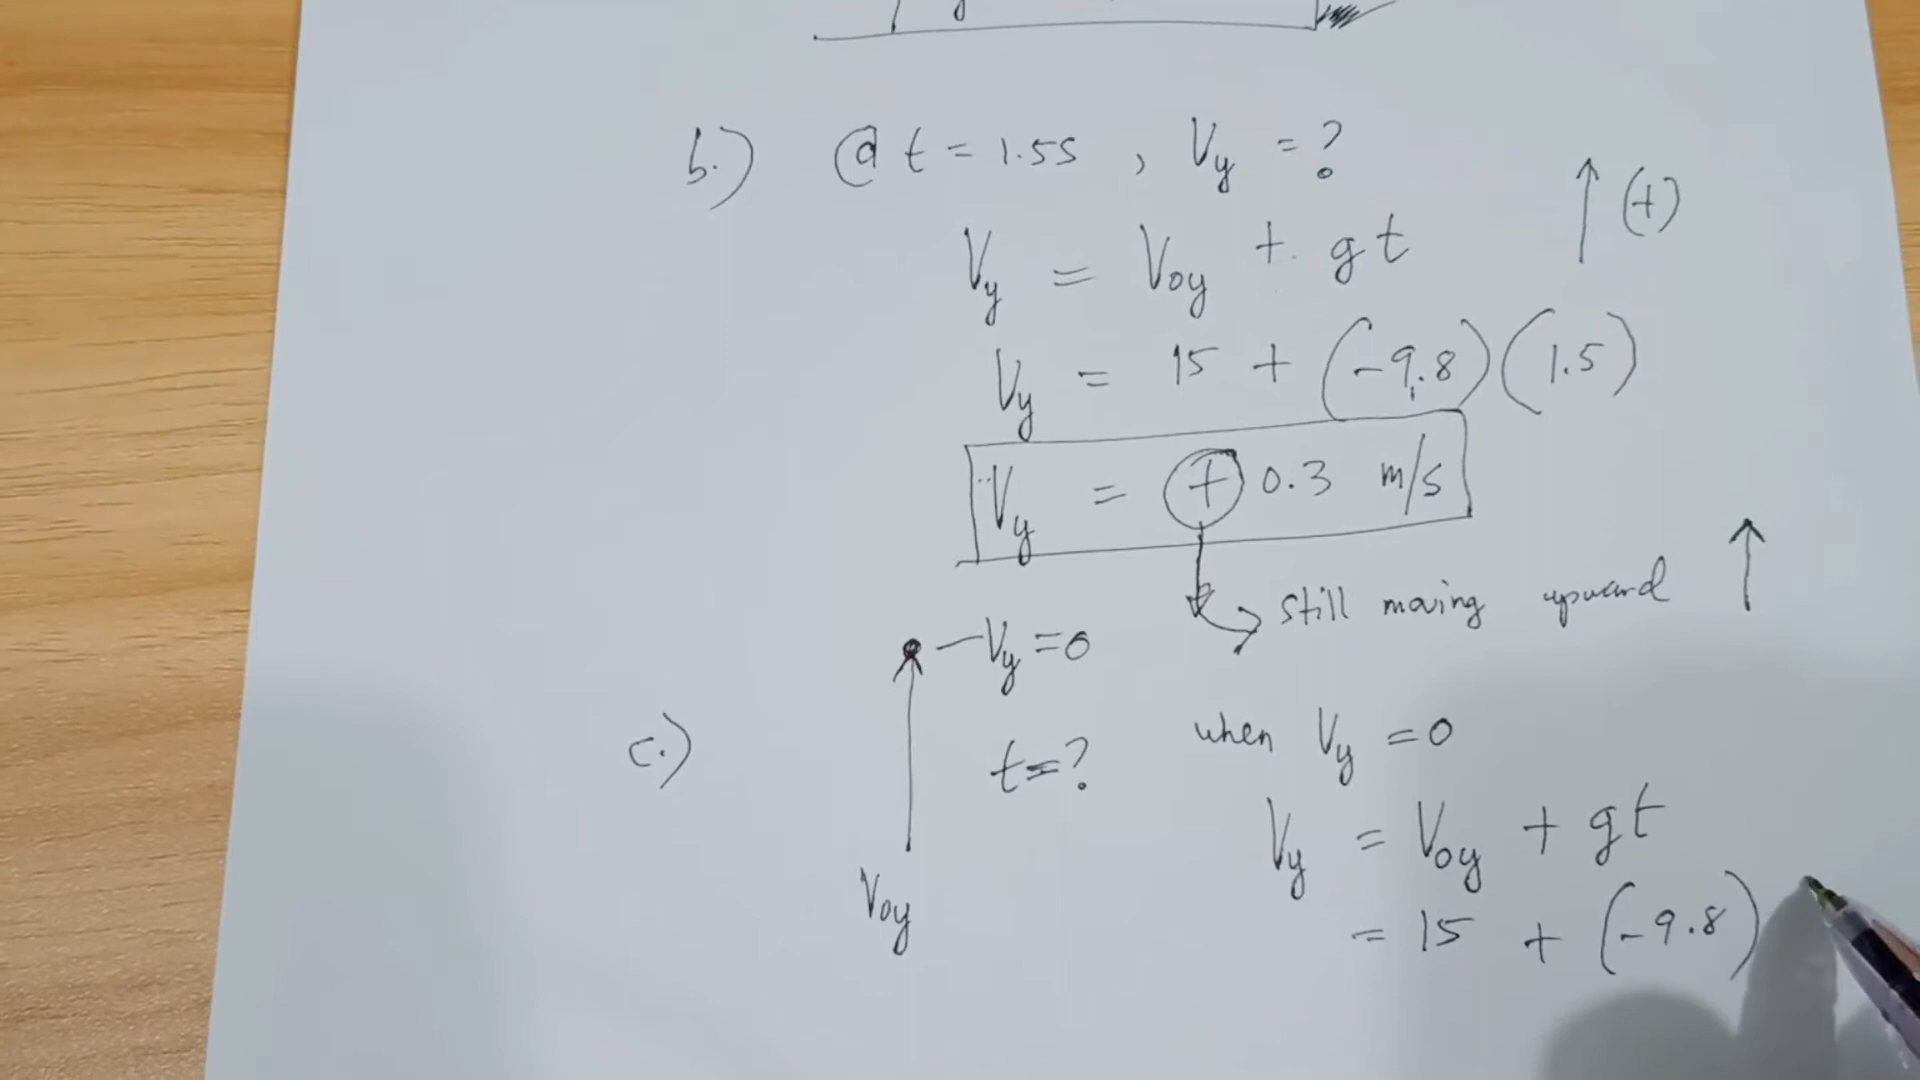 b.) @ t = 1.5s , Vy = ?
Vy = Voy + gt
↑ (+)
Vy = 15 + (-9.8)(1.5)
Vy = + 0.3 m/s
still moving upward ↑
Vy = 0
c.) t = ? when Vy = 0
Vy = Voy + gt
Voy
= 15 + (-9.8)